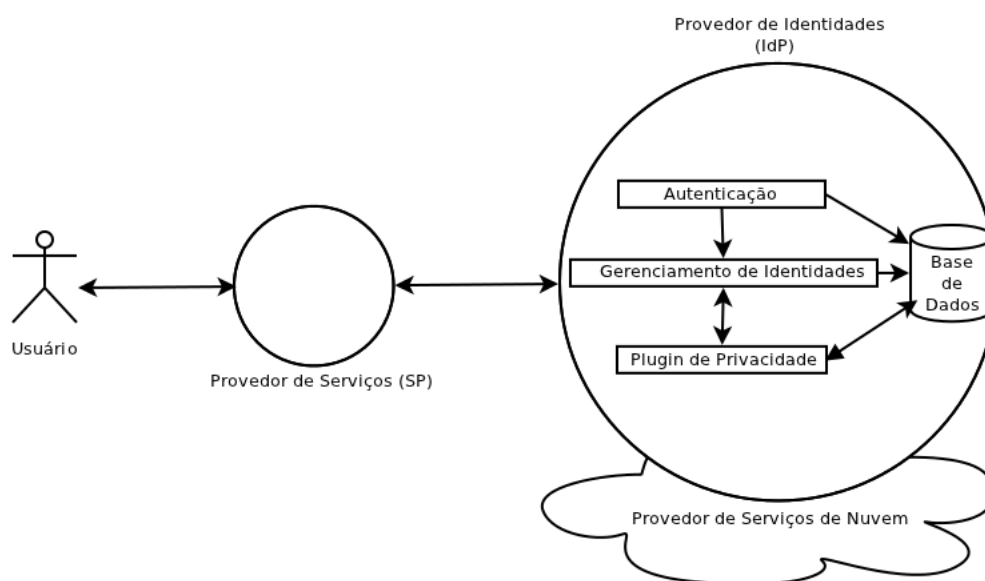 Provedor de Identidades
(IdP)
Autenticação
Gerenciamento de Identidades
Base
de
Dados
Plugin de Privacidade
Usuário
Provedor de Serviços (SP)
Provedor de Serviços de Nuvem